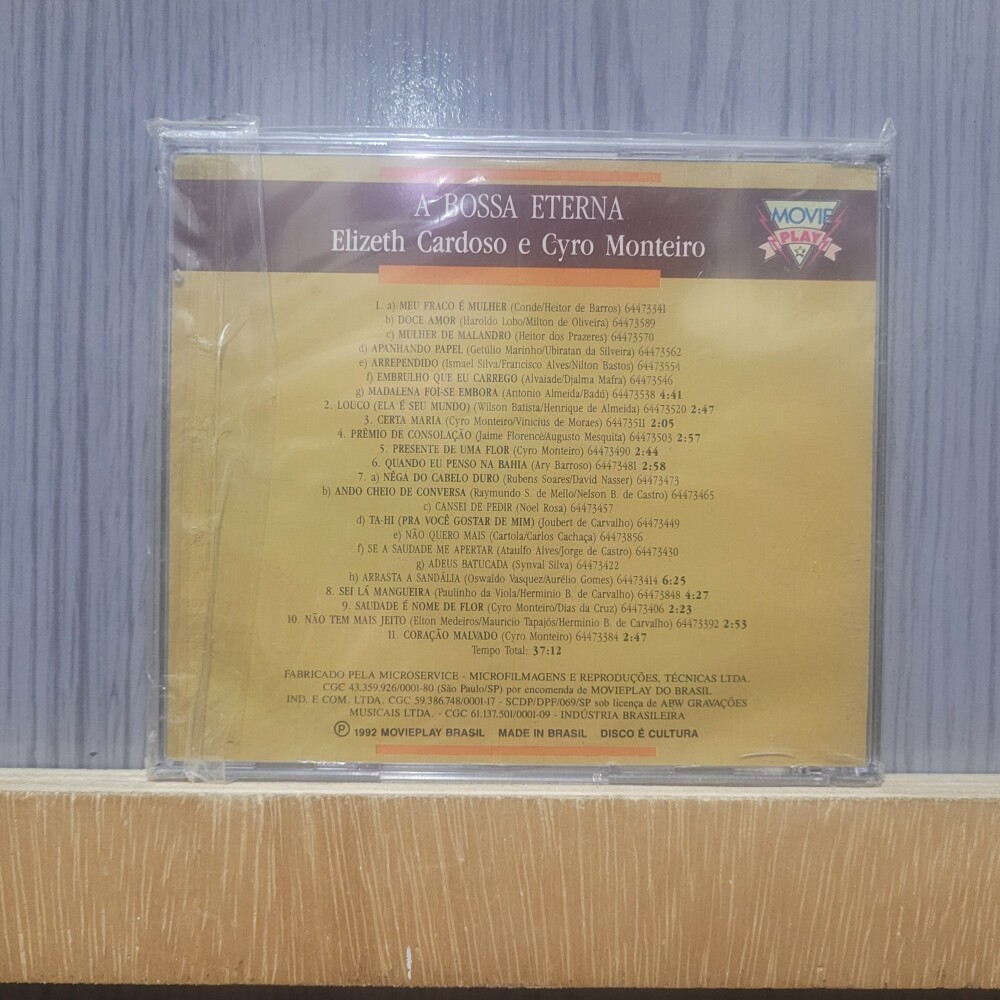 A BOSSA ETERNA
Elizeth Cardoso e Cyro Monteiro
MOVIE
PLAY
1. a) MEU FRACO É MULHER (Conde/Heitor de Barros) 64473341
b) DOCE AMOR (Haroldo Lobo/Milton de Oliveira) 64473589
c) MULHER DE MALANDRO (Heitor dos Prazeres) 64473570
d) APANHANDO PAPEL (Getúlio Marinho/Ubiratan da Silveira) 64473562
e) ARREPENDIDO (Ismael Silva/Francisco Alves/Nilton Bastos) 64473554
f) EMBRULHO QUE EU CARREGO (Alvaiade/Djalma Mafra) 64473546
g) MADALENA FOI-SE EMBORA (Antonio Almeida/Badú) 64473538 4:41
2. LOUCO (ELA É SEU MUNDO) (Wilson Batista/Henrique de Almeida) 64473520 2:47
3. CERTA MARIA (Cyro Monteiro/Vinícius de Moraes) 64473511 2:05
4. PRÊMIO DE CONSOLAÇÃO (Jaime Florence/Augusto Mesquita) 64473503 2:57
5. PRESENTE DE UMA FLOR (Cyro Monteiro) 64473490 2:44
6. QUANDO EU PENSO NA BAHIA (Ary Barroso) 64473481 2:58
7. a) NÊGA DO CABELO DURO (Rubens Soares/David Nasser) 64473473
b) ANDO CHEIO DE CONVERSA (Raymundo S. de Mello/Nelson B. de Castro) 64473465
c) CANSEI DE PEDIR (Noel Rosa) 64473457
d) TA-HI (PRA VOCÊ GOSTAR DE MIM) (Joubert de Carvalho) 64473449
e) NÃO QUERO MAIS (Cartola/Carlos Cachaça) 64473856
f) SE A SAUDADE ME APERTAR (Ataulfo Alves/Jorge de Castro) 64473430
g) ADEUS BATUCADA (Synval Silva) 64473422
h) ARRASTA A SANDÁLIA (Oswaldo Vasquez/Aurélio Gomes) 64473414 6:25
8. SEI LÁ MANGUEIRA (Paulinho da Viola/Herminio B. de Carvalho) 64473848 4:27
9. SAUDADE É NOME DE FLOR (Cyro Monteiro/Dias da Cruz) 64473406 2:23
10. NÃO TEM MAIS JEITO (Elton Medeiros/Mauricio Tapajós/Herminio B. de Carvalho) 64473392 2:53
11. CORAÇÃO MALVADO (Cyro Monteiro) 64473384 2:47
Tempo Total: 37:12
FABRICADO PELA MICROSERVICE - MICROFILMAGENS E REPRODUÇÕES, TÉCNICAS LTDA.
CGC 43.359.926/0001-80 (São Paulo/SP) por encomenda de MOVIEPLAY DO BRASIL
IND. E COM. LTDA. CGC 59.386.748/0001-17 - SCDP/DPF/069/SP sob licença de ABW GRAVAÇÕES
MUSICAIS LTDA. - CGC 61.137.501/0001-09 - INDÚSTRIA BRASILEIRA
Ⓟ 1992 MOVIEPLAY BRASIL MADE IN BRASIL DISCO É CULTURA